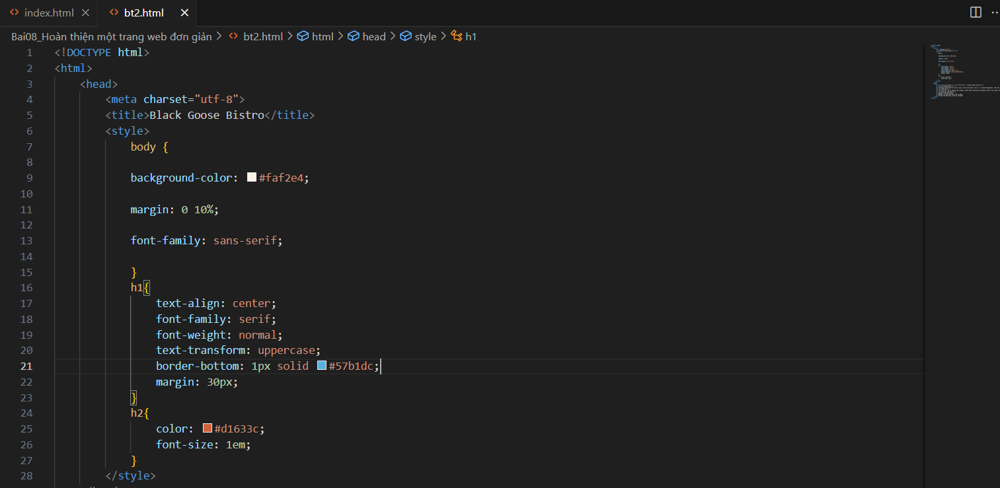 index.html
bt2.html
Bai08_Hoàn thiện một trang web đơn giản > bt2.html > html > head > style > h1
1 <!DOCTYPE html>
2 <html>
3 <head>
4 <meta charset="utf-8">
5 <title>Black Goose Bistro</title>
6 <style>
7 body {
8
9 background-color: #faf2e4;
10
11 margin: 0 10%;
12
13 font-family: sans-serif;
14
15 }
16 h1{
17 text-align: center;
18 font-family: serif;
19 font-weight: normal;
20 text-transform: uppercase;
21 border-bottom: 1px solid #57b1dc;
22 margin: 30px;
23 }
24 h2{
25 color: #d1633c;
26 font-size: 1em;
27 }
28 </style>